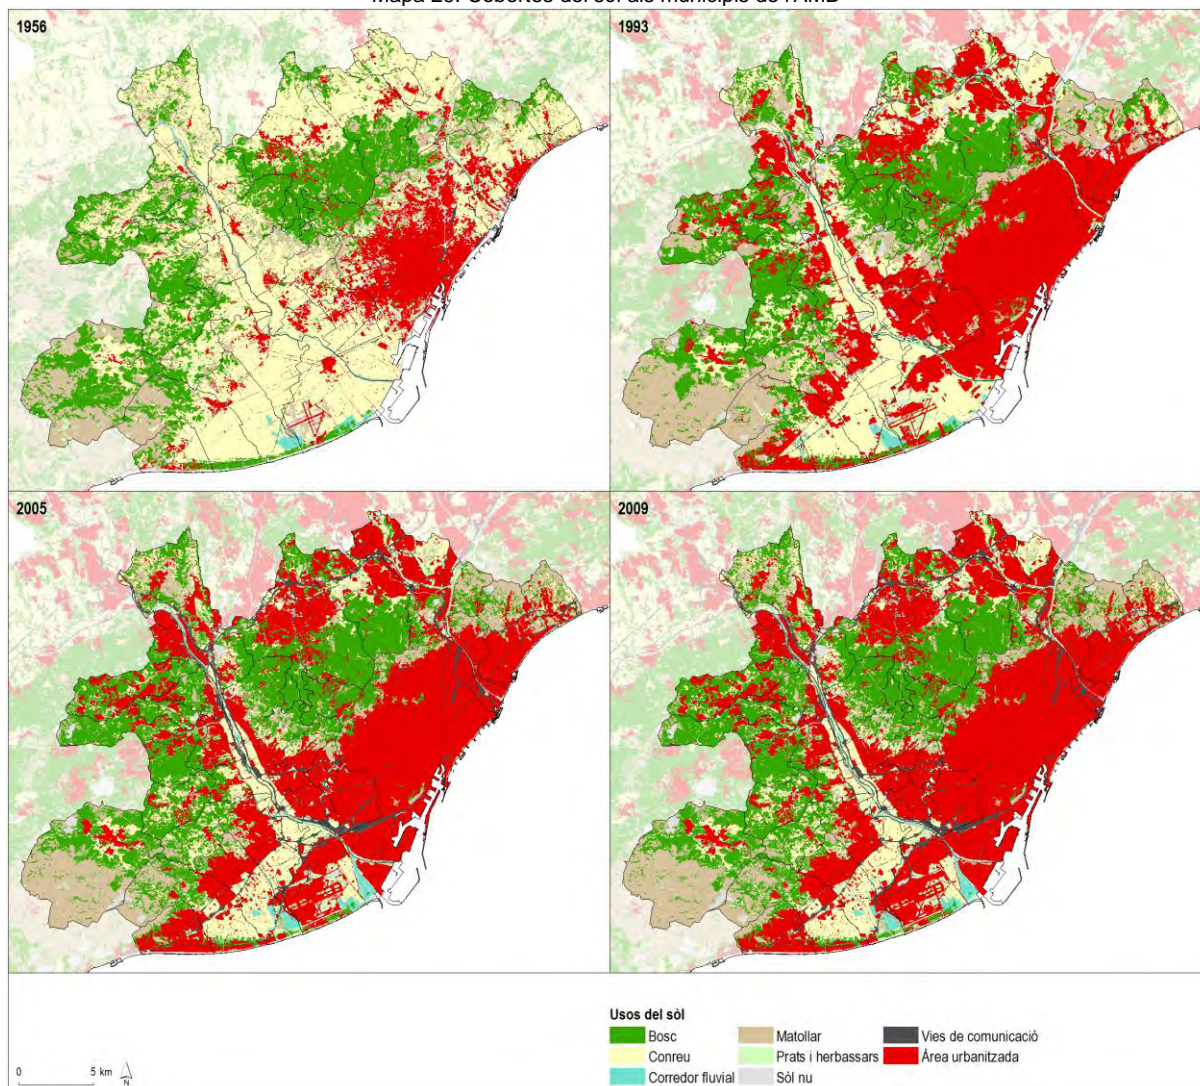 1956
1993
2005
2009
Usos del sòl
Bosc
Matollar
Vies de comunicació
Conreu
Prats i herbassars
Àrea urbanitzada
Corredor fluvial
Sòl nu
0 5 km
N